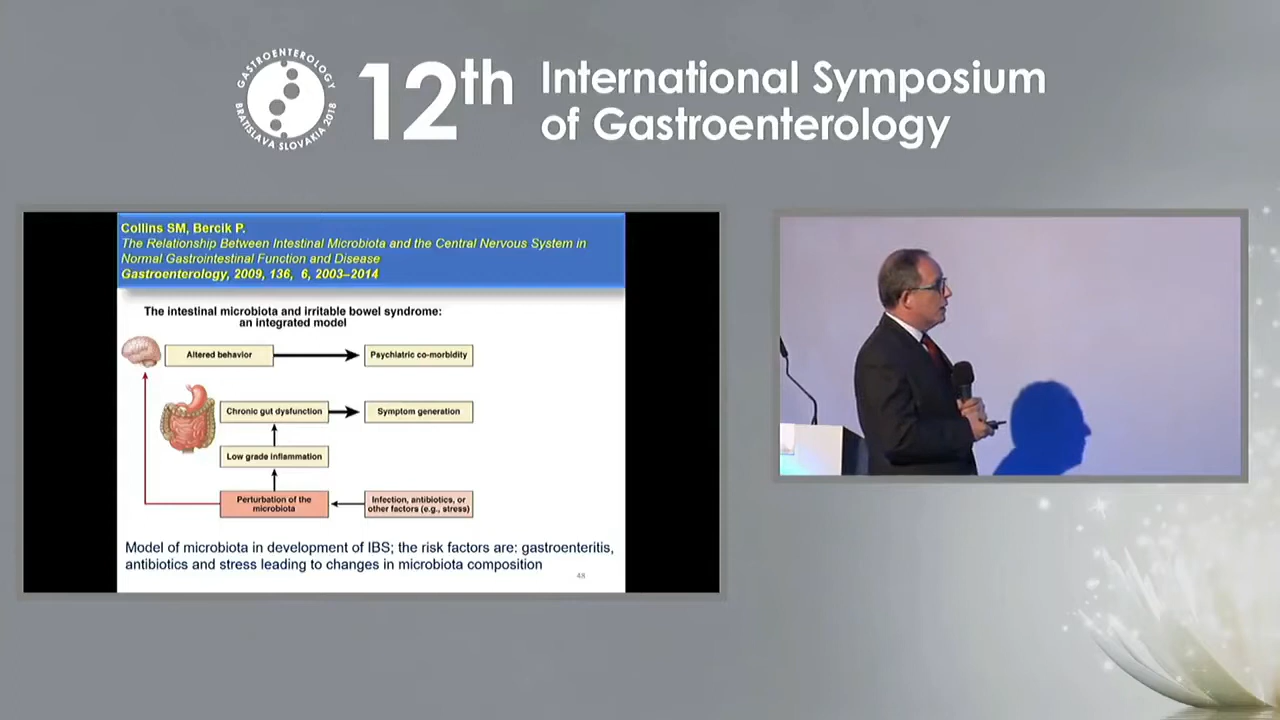 GASTROENTEROLOGY
BRATISLAVA SLOVAKIA 2018
12th
International Symposium
of Gastroenterology
Collins SM, Bercik P.
The Relationship Between Intestinal Microbiota and the Central Nervous System in
Normal Gastrointestinal Function and Disease
Gastroenterology, 2009, 136, 6, 2003–2014
The intestinal microbiota and irritable bowel syndrome:
an integrated model
Altered behavior
Psychiatric co-morbidity
Chronic gut dysfunction
Symptom generation
Low grade inflammation
Perturbation of the
microbiota
Infection, antibiotics, or
other factors (e.g., stress)
Model of microbiota in development of IBS; the risk factors are: gastroenteritis,
antibiotics and stress leading to changes in microbiota composition
48